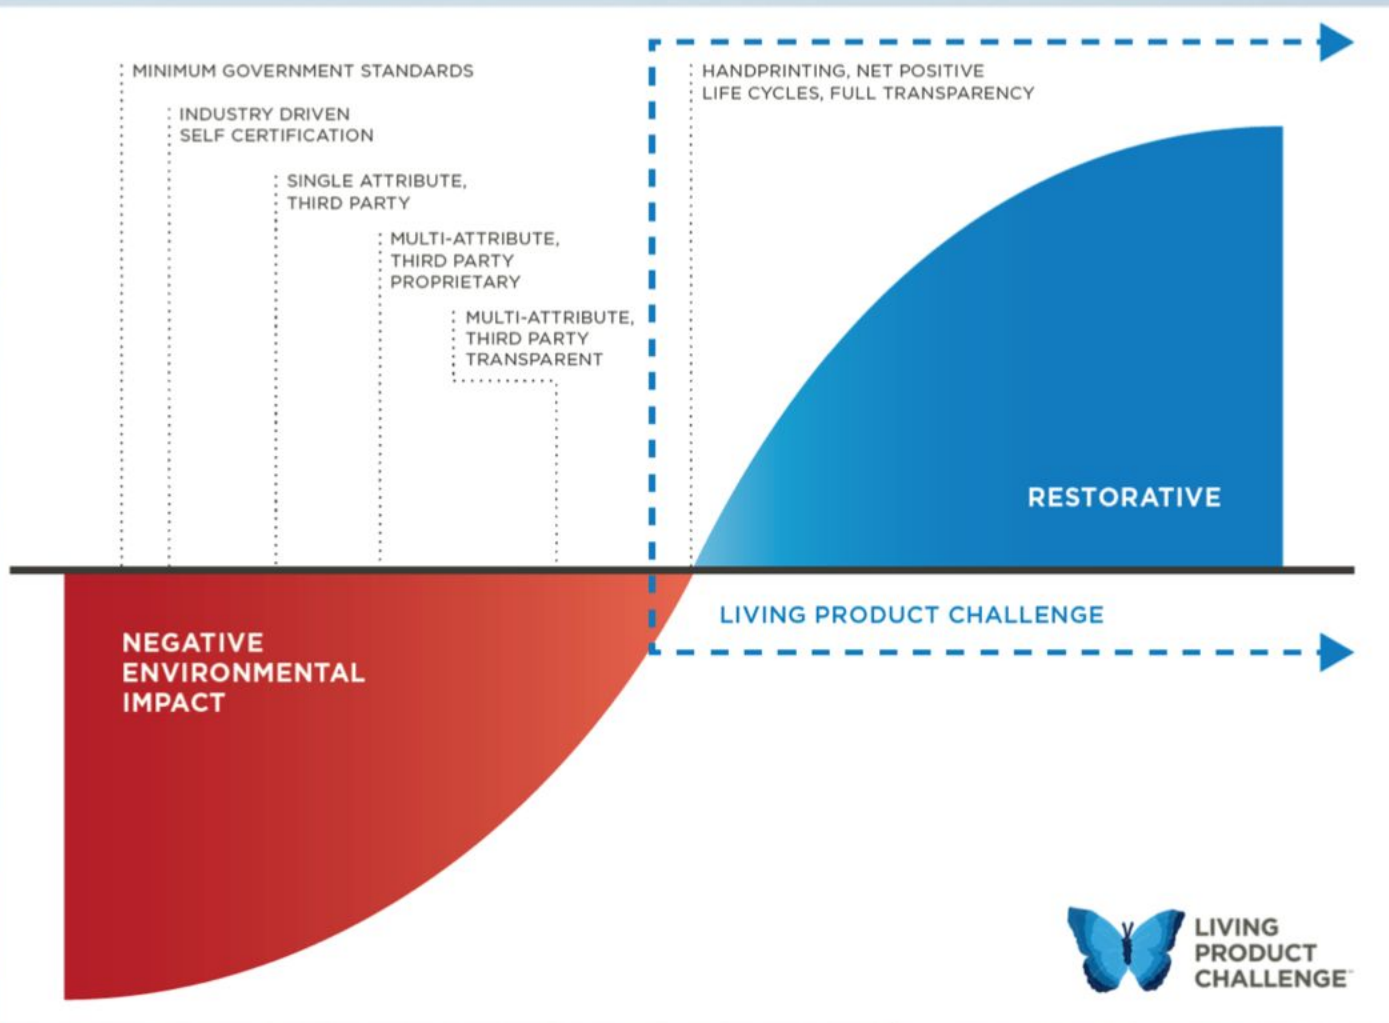 MINIMUM GOVERNMENT STANDARDS
INDUSTRY DRIVEN
SELF CERTIFICATION
SINGLE ATTRIBUTE,
THIRD PARTY
MULTI-ATTRIBUTE,
THIRD PARTY
PROPRIETARY
MULTI-ATTRIBUTE,
THIRD PARTY
TRANSPARENT
HANDPRINTING, NET POSITIVE
LIFE CYCLES, FULL TRANSPARENCY
RESTORATIVE
LIVING PRODUCT CHALLENGE
NEGATIVE
ENVIRONMENTAL
IMPACT
LIVING
PRODUCT
CHALLENGE™